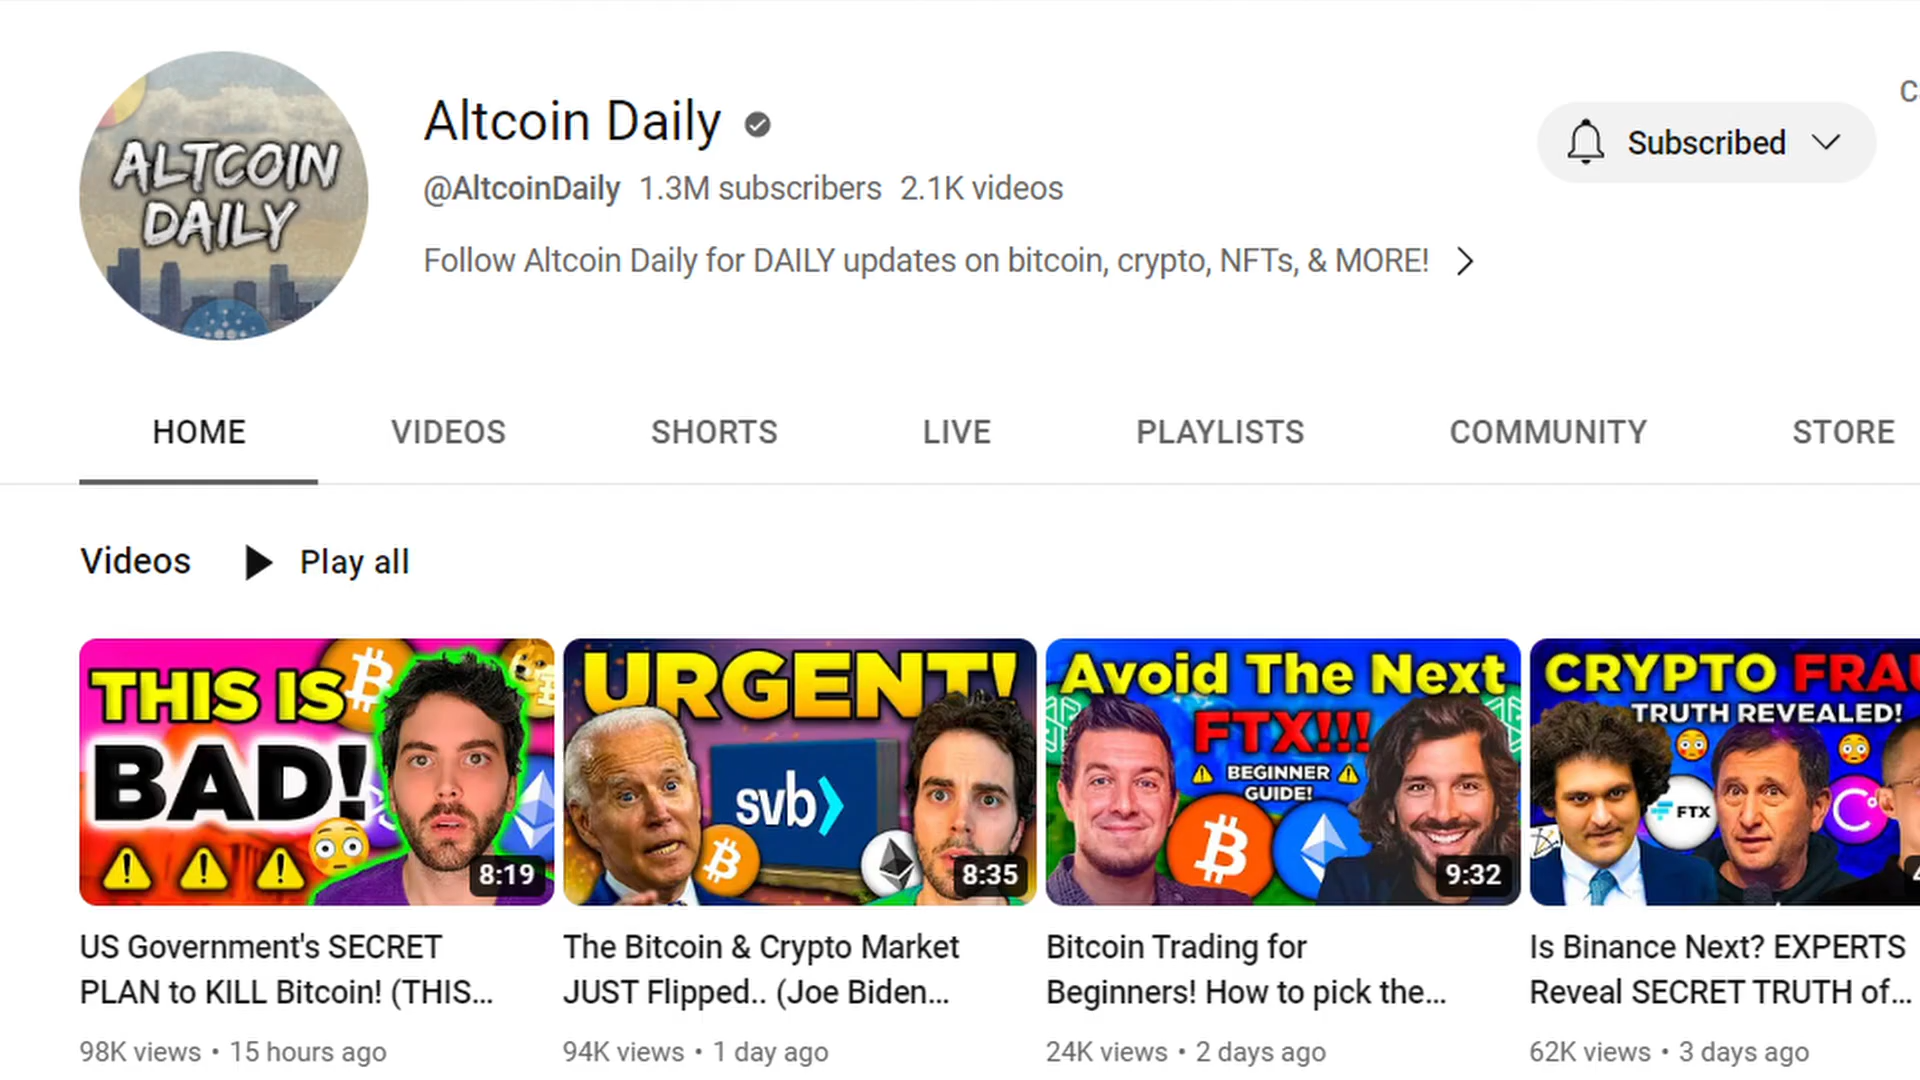 ALTCOIN
DAILY
Altcoin Daily
@AltcoinDaily 1.3M subscribers 2.1K videos
Follow Altcoin Daily for DAILY updates on bitcoin, crypto, NFTs, & MORE!
Subscribed
C
HOME VIDEOS SHORTS LIVE PLAYLISTS COMMUNITY STORE
Videos Play all
THIS IS
BAD!
8:19
URGENT!
svb
8:35
Avoid The Next
FTX!!!
BEGINNER
GUIDE!
9:32
CRYPTO FRAU
TRUTH REVEALED!
FTX
US Government's SECRET
PLAN to KILL Bitcoin! (THIS...
98K views • 15 hours ago
The Bitcoin & Crypto Market
JUST Flipped.. (Joe Biden...
94K views • 1 day ago
Bitcoin Trading for
Beginners! How to pick the...
24K views • 2 days ago
Is Binance Next? EXPERTS
Reveal SECRET TRUTH of...
62K views • 3 days ago